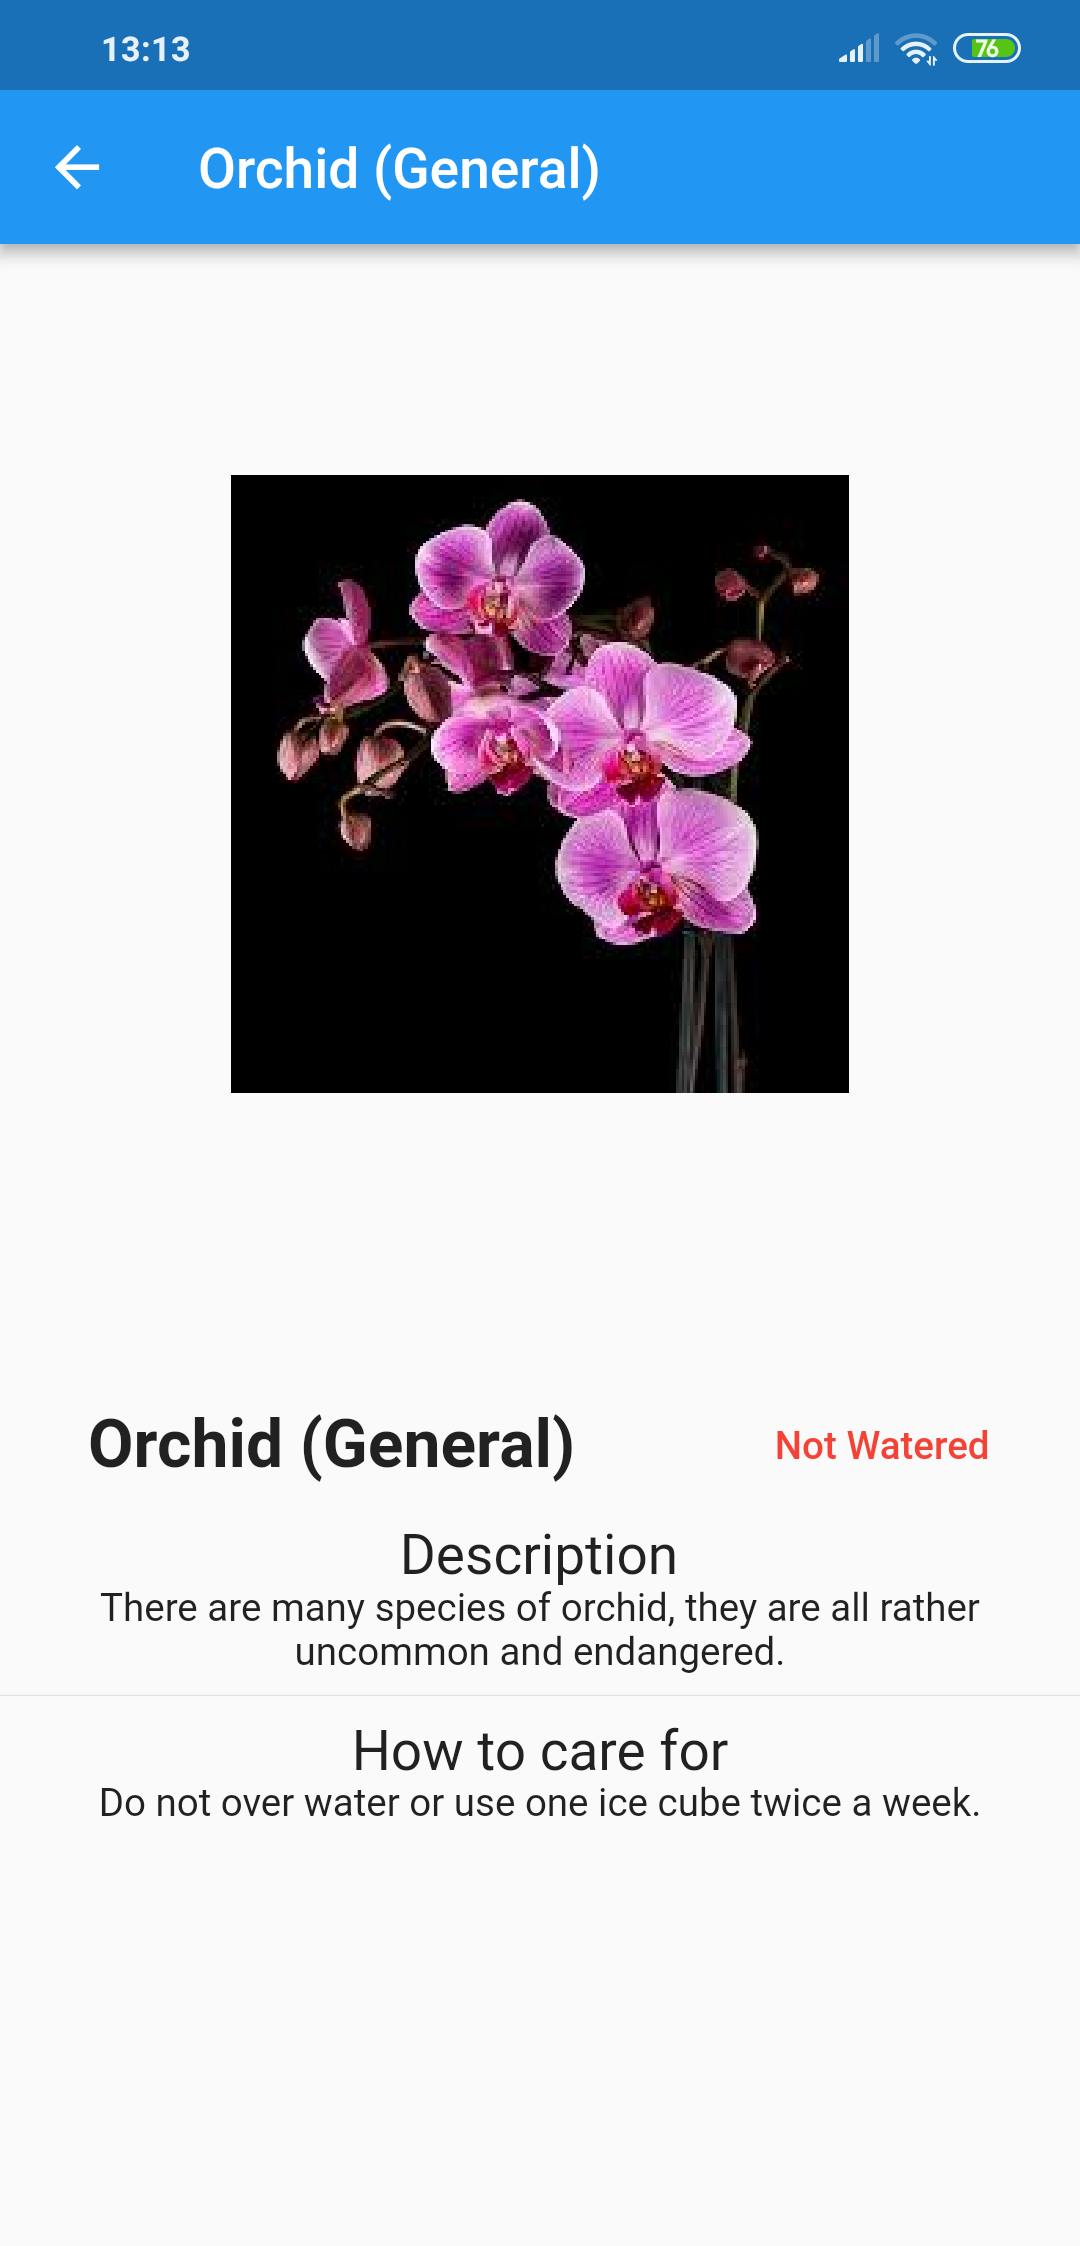 13:13
76
Orchid (General)
Orchid (General)
Not Watered
Description
There are many species of orchid, they are all rather
uncommon and endangered.
How to care for
Do not over water or use one ice cube twice a week.